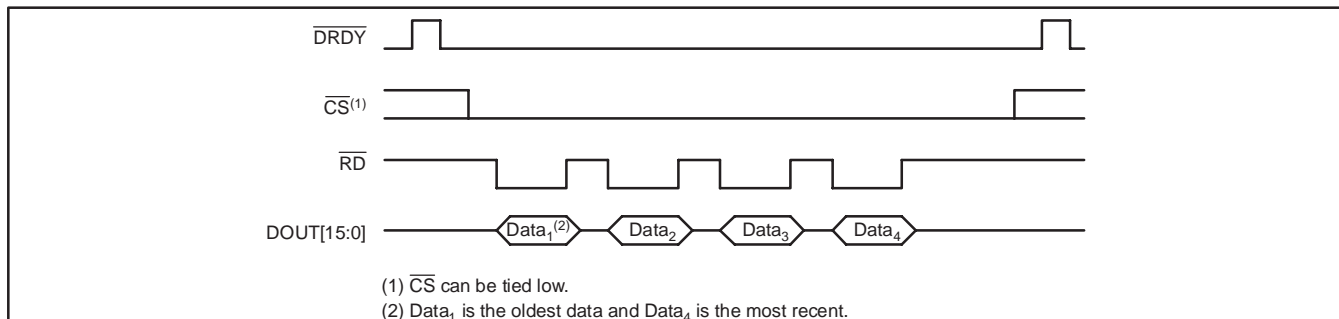 DRDY
CS(1)
RD
DOUT[15:0]
Data1(2)
Data2
Data3
Data4
(1) CS can be tied low.
(2) Data1 is the oldest data and Data4 is the most recent.